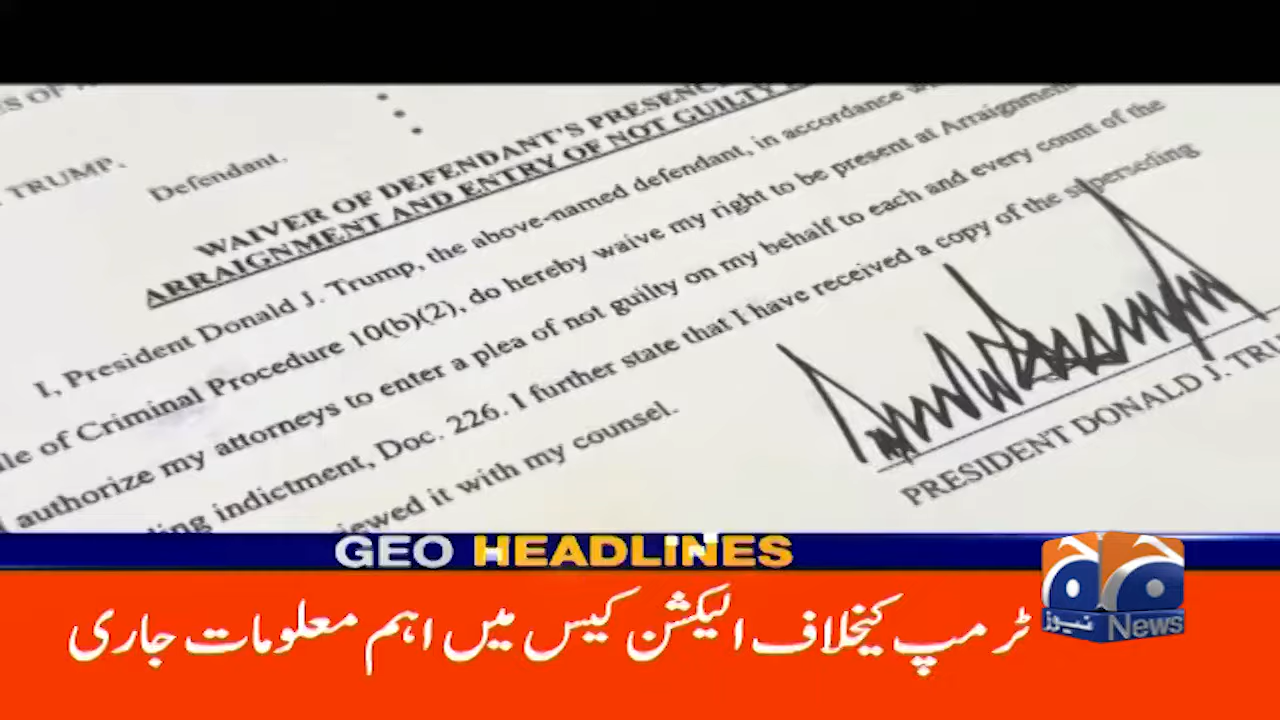 TRUMP,
Defendant.
WAIVER OF DEFENDANT'S PRESENCE
ARRAIGNMENT AND ENTRY OF NOT GUILTY
I, President Donald J. Trump, the above-named defendant, in accordance
of Criminal Procedure 10(b)(2), do hereby waive my right to be present at Arraignment
authorize my attorneys to enter a plea of not guilty on my behalf to each and every count of the
indictment, Doc. 226. I further state that I have received a copy of the superseding
it with my counsel.
PRESIDENT DONALD J.
GEO HEADLINES
ٹرمپ کیخلاف الیکشن کیس میں اہم معلومات جاری
نیوز News